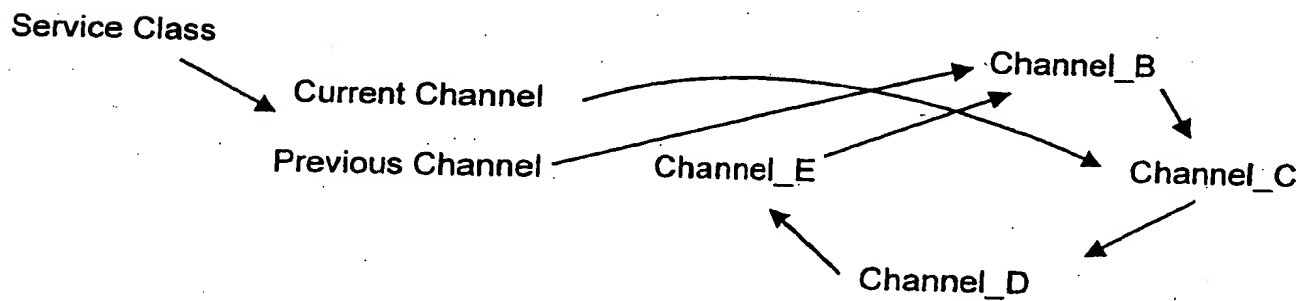 Service Class
Channel_B
Current Channel
Previous Channel
Channel_E
Channel_C
Channel_D